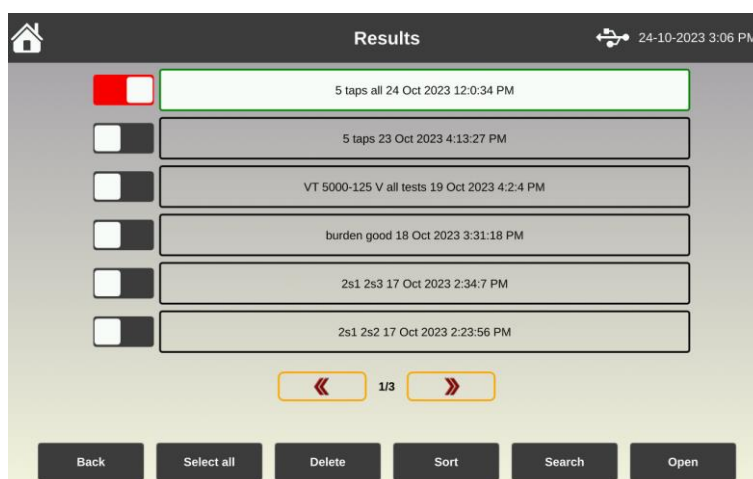 Results
24-10-2023 3:06 PM
5 taps all 24 Oct 2023 12:0:34 PM
5 taps 23 Oct 2023 4:13:27 PM
VT 5000-125 V all tests 19 Oct 2023 4:2:4 PM
burden good 18 Oct 2023 3:31:18 PM
2s1 2s3 17 Oct 2023 2:34:7 PM
2s1 2s2 17 Oct 2023 2:23:56 PM
1/3
Back Select all Delete Sort Search Open